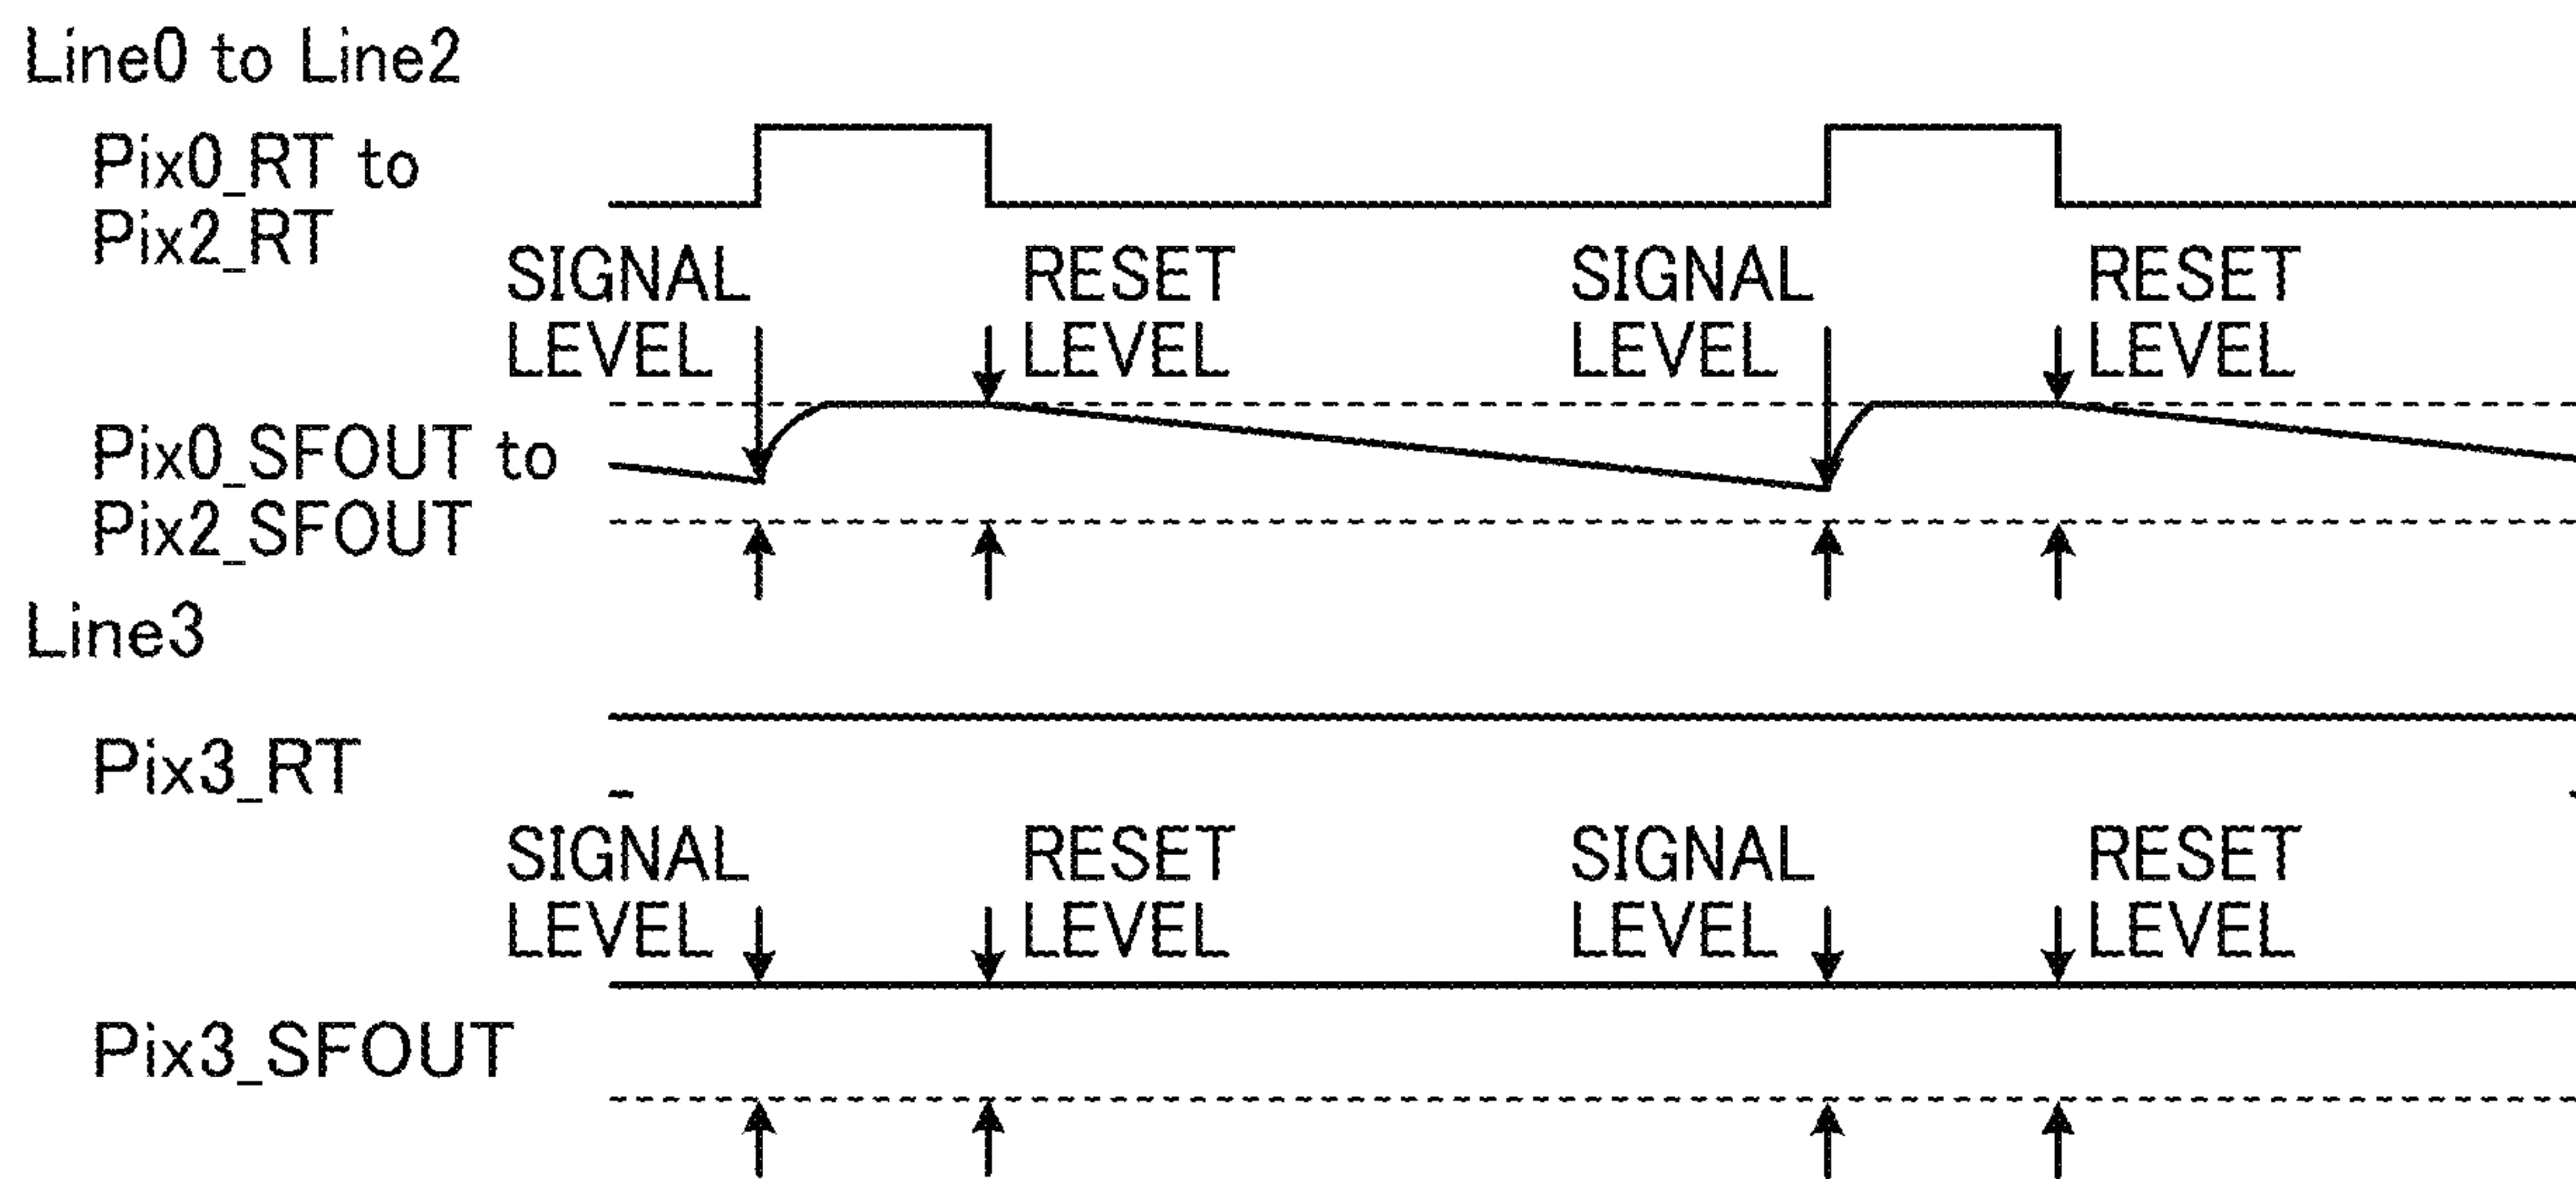 Line0 to Line2
Pix0_RT to
Pix2_RT
SIGNAL LEVEL
RESET LEVEL
SIGNAL LEVEL
RESET LEVEL
Pix0_SFOUT to
Pix2_SFOUT
Line3
Pix3_RT
SIGNAL LEVEL
RESET LEVEL
SIGNAL LEVEL
RESET LEVEL
Pix3_SFOUT